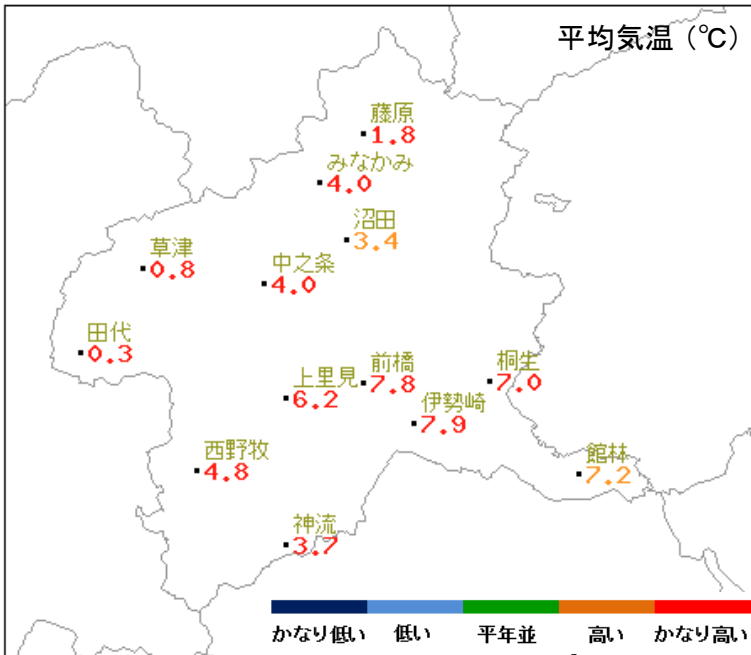 平均気温（℃）
藤原
1.8
みなかみ
4.0
沼田
3.4
草津
0.8
中之条
4.0
田代
0.3
前橋
7.8
桐生
7.0
上里見
6.2
伊勢崎
7.9
西野牧
4.8
館林
7.2
神流
3.7
かなり低い 低い 平年並 高い かなり高い